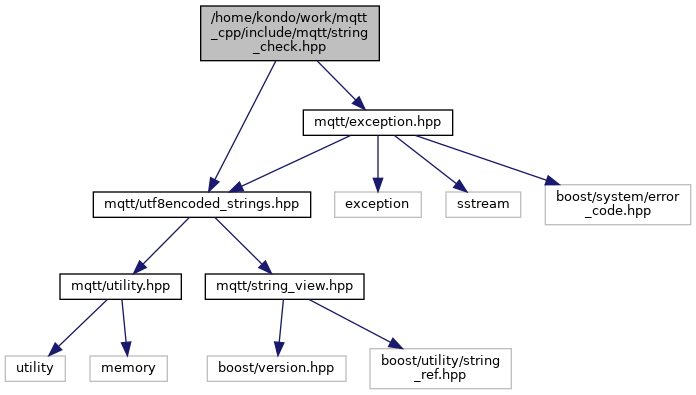 /home/kondo/work/mqtt
_cpp/include/mqtt/string
_check.hpp
mqtt/exception.hpp
mqtt/utf8encoded_strings.hpp
exception
sstream
boost/system/error
_code.hpp
mqtt/utility.hpp
mqtt/string_view.hpp
utility
memory
boost/version.hpp
boost/utility/string
_ref.hpp